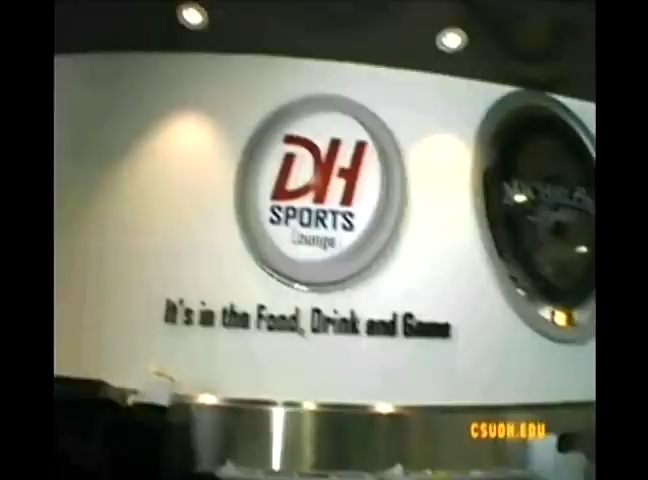 DH
SPORTS
Lounge
It's in the Food, Drink and Game
CSUDH.EDU